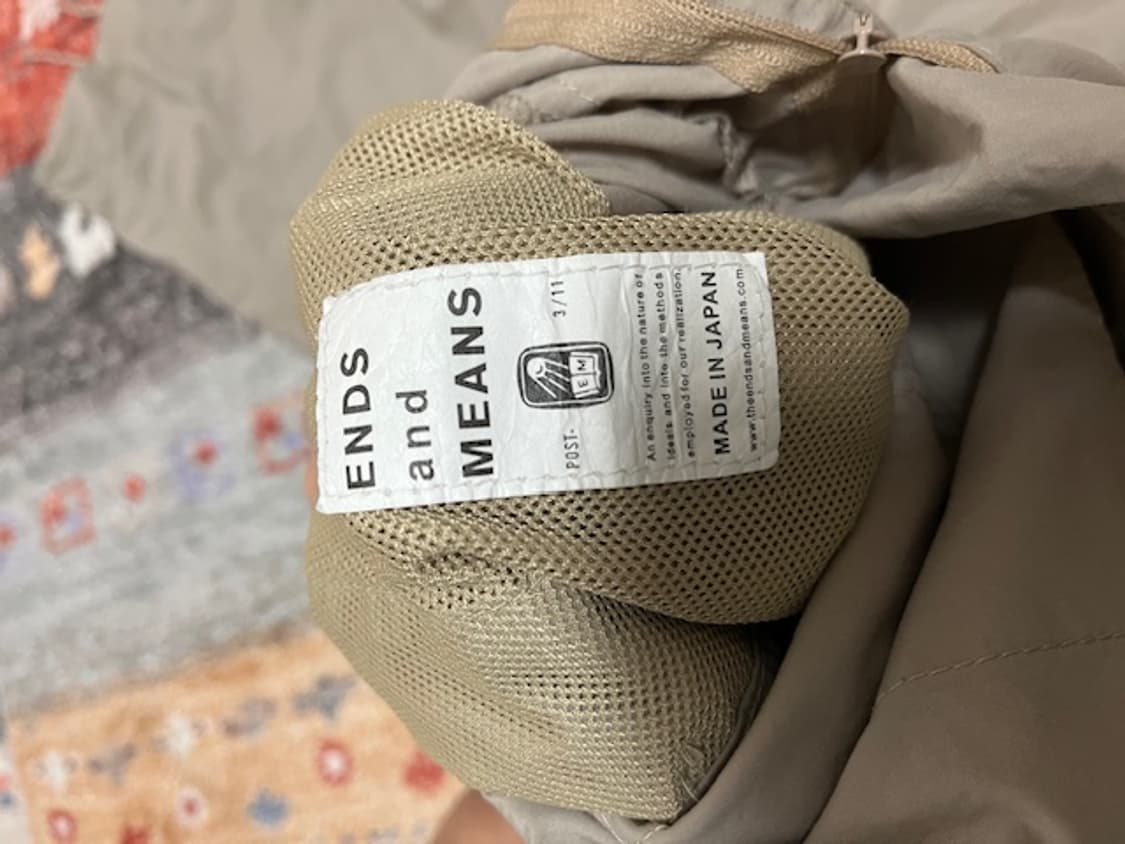 ENDS
and
MEANS
POST- 3/11
E M
An enquiry into the nature of
ideals and into the methods
employed for our realization.
MADE IN JAPAN
www.theendsandmeans.com